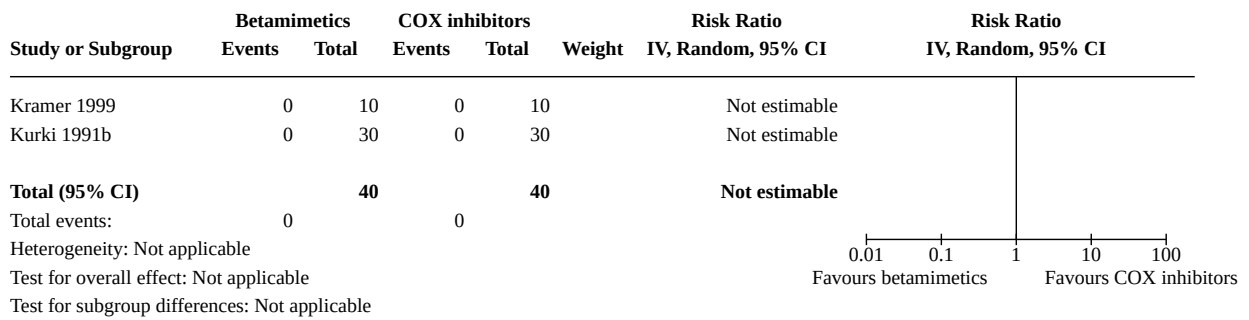 Betamimetics COX inhibitors Risk Ratio Risk Ratio
Study or Subgroup Events Total Events Total Weight IV, Random, 95% CI IV, Random, 95% CI
Kramer 1999 0 10 0 10 Not estimable
Kurki 1991b 0 30 0 30 Not estimable
Total (95% CI) 40 40 Not estimable
Total events: 0 0
Heterogeneity: Not applicable
0.01 0.1 1 10 100
Test for overall effect: Not applicable Favours betamimetics Favours COX inhibitors
Test for subgroup differences: Not applicable